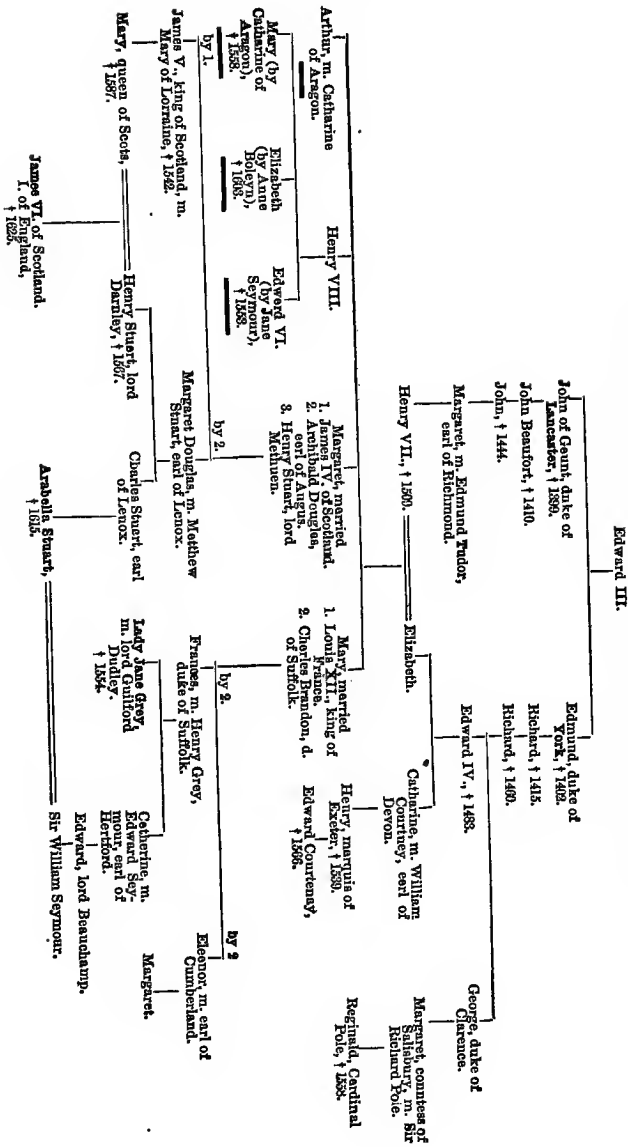 Edward III.
John of Gaunt, duke of
Lancaster, † 1399.
Edmund, duke of
York, † 1402.
John Beaufort, † 1410.
Richard, † 1415.
John, † 1444.
Richard, † 1460.
Margaret, m. Edmund Tudor,
earl of Richmond.
Edward IV., † 1483.
George, duke of
Clarence.
Henry VII., † 1509.
Elizabeth.
Catharine, m. William
Courtney, earl of
Devon.
Margaret, countess of
Salisbury, m. Sir
Richard Pole.
Henry, marquis of
Exeter, † 1539.
Edward Courtenay,
† 1566.
Reginald, Cardinal
Pole, † 1558.
Arthur, m. Catharine
of Aragon.
Henry VIII.
Margaret, married
1. James IV. of Scotland.
2. Archibald Douglas,
earl of Angus.
3. Henry Stuart, lord
Methuen.
Mary, married
1. Louis XII., king of
France.
2. Charles Brandon, d.
of Suffolk.
Mary (by
Catharine of
Aragon),
† 1558.
Elizabeth
(by Anne
Boleyn),
† 1603.
Edward VI.
(by Jane
Seymour),
† 1553.
by 1.
by 2.
by 2.
by 2
James V., king of Scotland, m.
Mary of Lorraine, † 1542.
Margaret Douglas, m. Matthew
Stuart, earl of Lenox.
Frances, m. Henry Grey,
duke of Suffolk.
Eleonor, m. earl of
Cumberland.
Mary, queen of Scots,
† 1587.
Henry Stuart, lord
Darnley, † 1567.
Charles Stuart, earl
of Lenox.
Lady Jane Grey,
m. lord Guilford
Dudley.
† 1554.
Catherine, m.
Edward Sey-
mour, earl of
Hertford.
Margaret.
Edward, lord Beauchamp.
James VI. of Scotland.
I. of England,
† 1625.
Arabella Stuart,
† 1615.
Sir William Seymour.